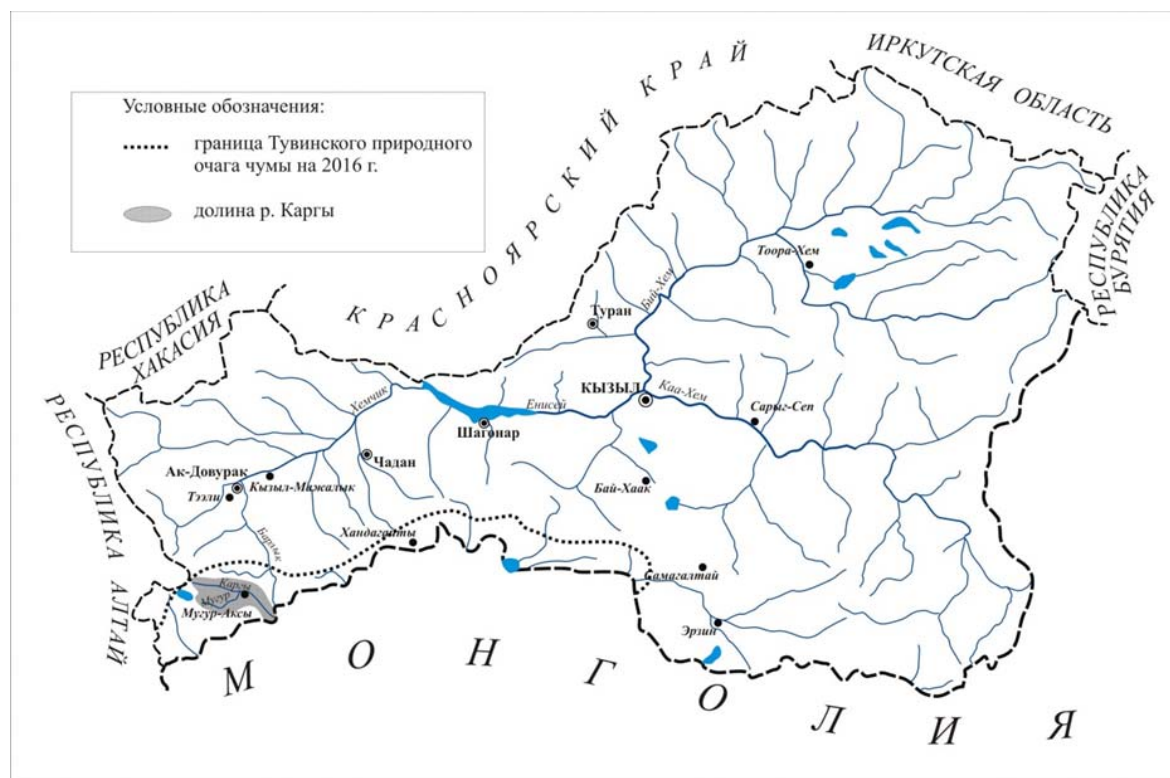 Условные обозначения:
граница Тувинского природного
очага чумы на 2016 г.
долина р. Каргы
ИРКУТСКАЯ ОБЛАСТЬ
КРАСНОЯРСКИЙ КРАЙ
РЕСПУБЛИКА
БУРЯТИЯ
РЕСПУБЛИКА
ХАКАСИЯ
РЕСПУБЛИКА АЛТАЙ
Тоора-Хем
Бий-Хем
Туран
КЫЗЫЛ
Каа-Хем
Сарыг-Сеп
Енисей
Хемчик
Шагонар
Чадан
Ак-Довурак
Кызыл-Мажалык
Тээли
Бай-Хаак
Хандагайты
Барлык
Самагалтай
Каргы
Мугур
Мугур-Аксы
Эрзин
МОНГОЛИЯ